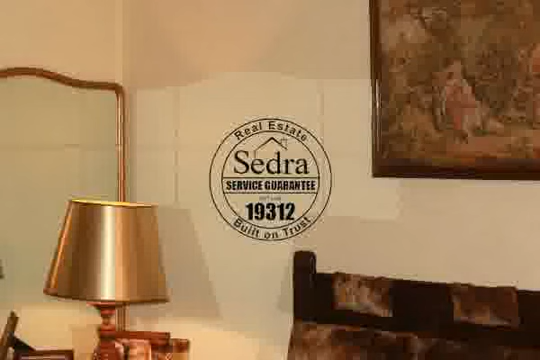 Real Estate
Sedra
SERVICE GUARANTEE
19312
Built on Trust